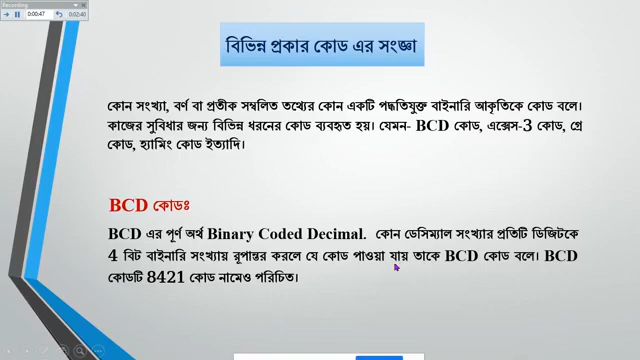 Recording
0:00:47
0:02:40
বিভিন্ন প্রকার কোড এর সংজ্ঞা
কোন সংখ্যা, বর্ণ বা প্রতীক সম্বলিত তথ্যের কোন একটি পদ্ধতিযুক্ত বাইনারি আকৃতিকে কোড বলে।
কাজের সুবিধার জন্য বিভিন্ন ধরনের কোড ব্যবহৃত হয়। যেমন- BCD কোড, এক্সেস-3 কোড, গ্রে
কোড, হ্যামিং কোড ইত্যাদি।
BCD কোডঃ
BCD এর পূর্ণ অর্থ Binary Coded Decimal. কোন ডেসিম্যাল সংখ্যার প্রতিটি ডিজিটকে
4 বিট বাইনারি সংখ্যায় রূপান্তর করলে যে কোড পাওয়া যায় তাকে BCD কোড বলে। BCD
কোডটি 8421 কোড নামেও পরিচিত।